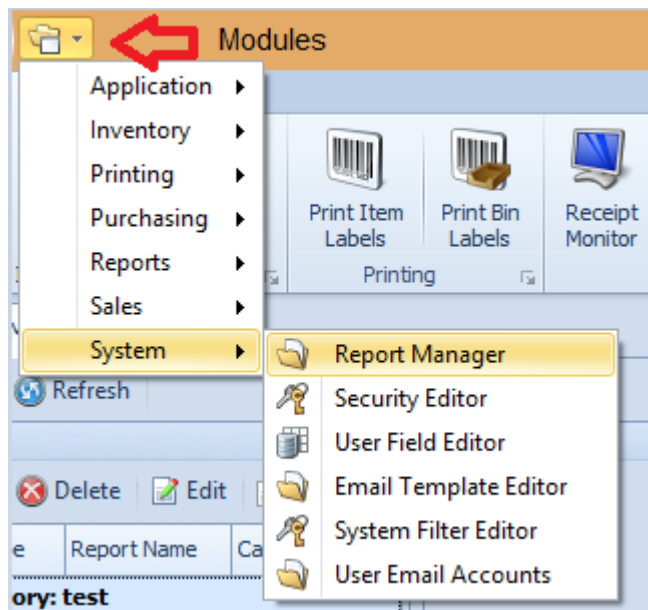 Modules
Application
Inventory
Printing
Purchasing
Reports
Sales
System
Print Item
Labels
Print Bin
Labels
Receipt
Monitor
Printing
Report Manager
Security Editor
User Field Editor
Email Template Editor
System Filter Editor
User Email Accounts
Refresh
Delete
Edit
e
Report Name
Ca
ory: test